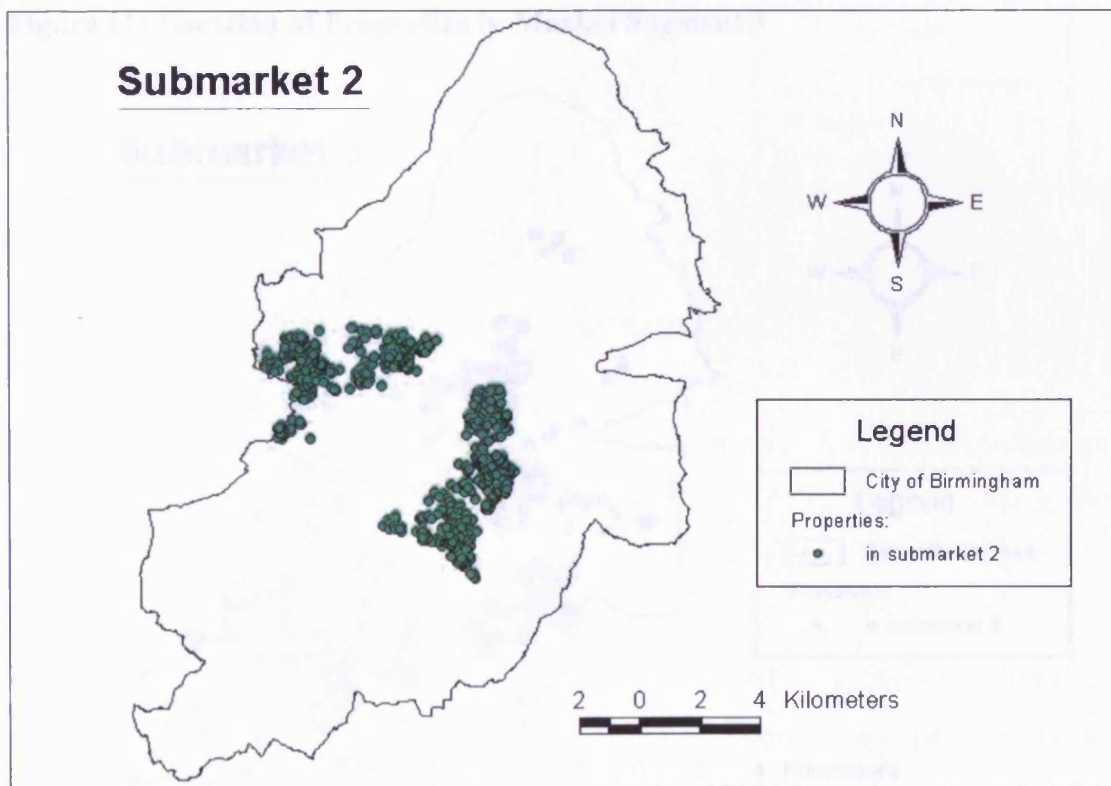 Submarket 2
N
W E
S
Legend
City of Birmingham
Properties:
in submarket 2
2 0 2 4 Kilometers